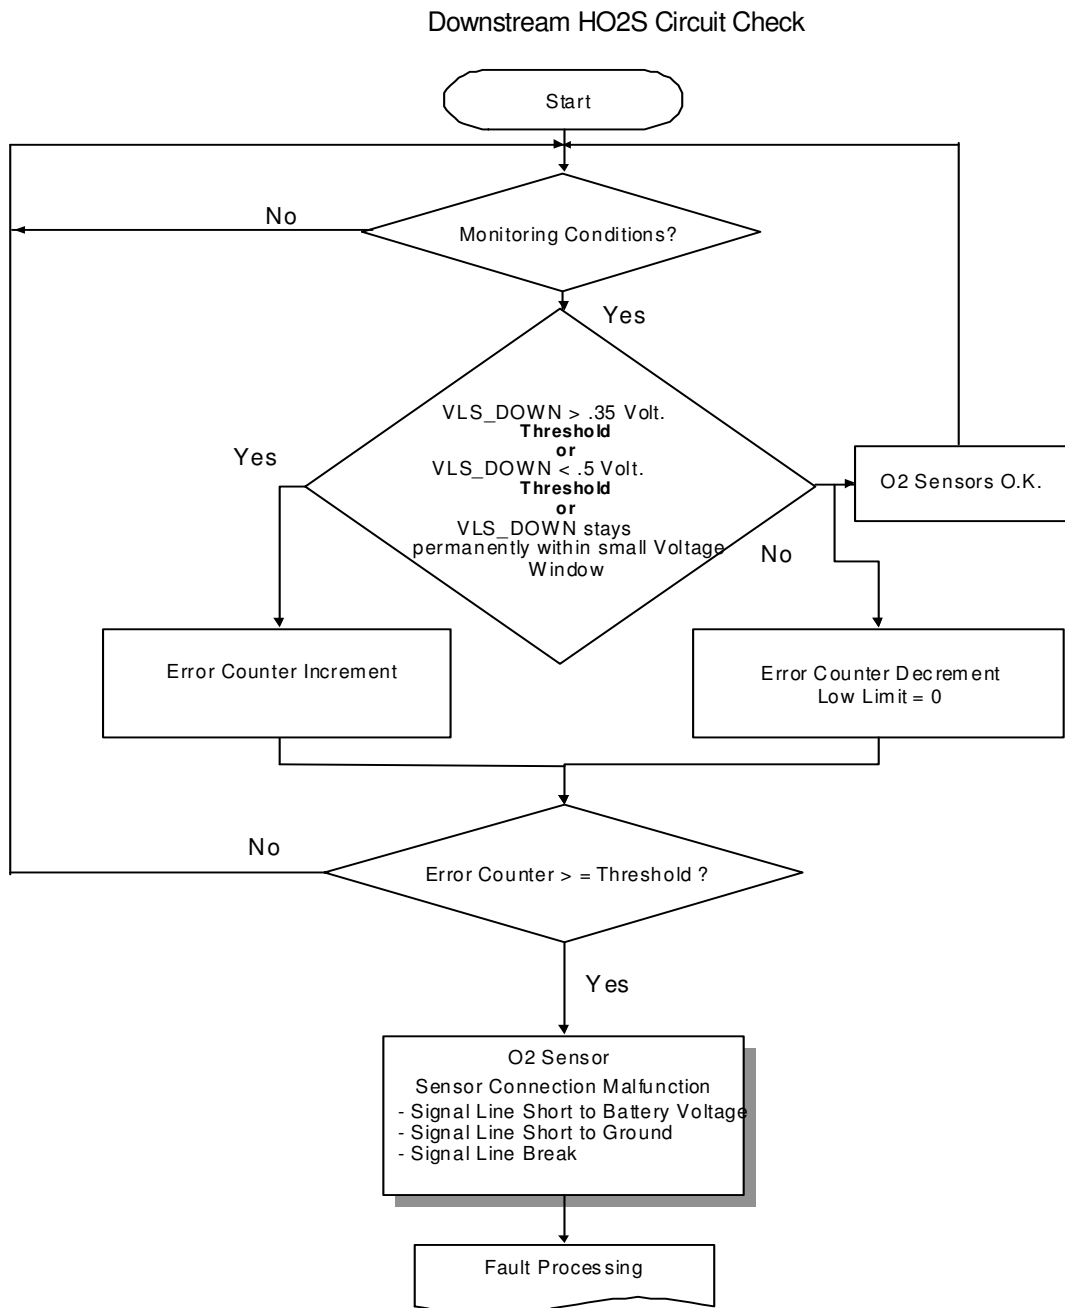 Downstream HO2S Circuit Check
Start
No
Monitoring Conditions?
Yes
VLS_DOWN > .35 Volt.
Threshold
or
VLS_DOWN < .5 Volt.
Threshold
or
VLS_DOWN stays
permanently within small Voltage
Window
Yes
O2 Sensors O.K.
No
Error Counter Increment
Error Counter Decrement
Low Limit = 0
No
Error Counter > = Threshold ?
Yes
O2 Sensor
Sensor Connection Malfunction
- Signal Line Short to Battery Voltage
- Signal Line Short to Ground
- Signal Line Break
Fault Processing